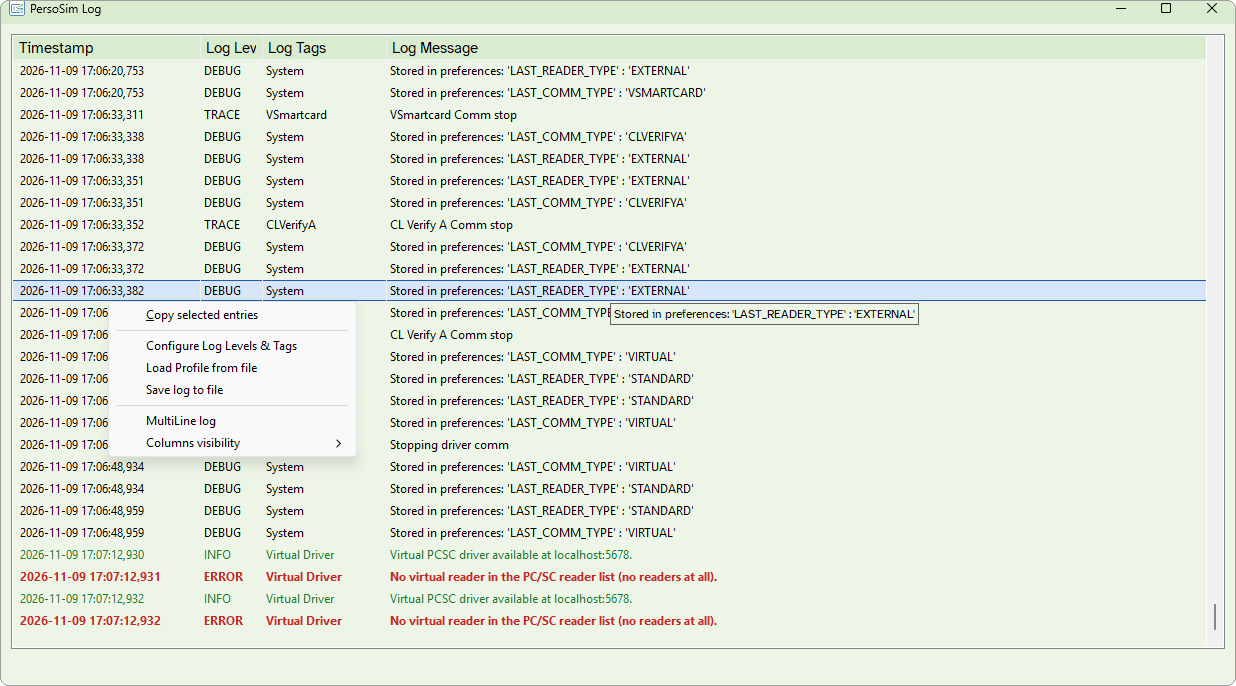 PersoSim Log
Timestamp Log Lev Log Tags Log Message
2026-11-09 17:06:20,753 DEBUG System Stored in preferences: 'LAST_READER_TYPE' : 'EXTERNAL'
2026-11-09 17:06:20,753 DEBUG System Stored in preferences: 'LAST_COMM_TYPE' : 'VSMARTCARD'
2026-11-09 17:06:33,311 TRACE VSmartcard VSmartcard Comm stop
2026-11-09 17:06:33,338 DEBUG System Stored in preferences: 'LAST_COMM_TYPE' : 'CLVERIFYA'
2026-11-09 17:06:33,338 DEBUG System Stored in preferences: 'LAST_READER_TYPE' : 'EXTERNAL'
2026-11-09 17:06:33,351 DEBUG System Stored in preferences: 'LAST_READER_TYPE' : 'EXTERNAL'
2026-11-09 17:06:33,351 DEBUG System Stored in preferences: 'LAST_COMM_TYPE' : 'CLVERIFYA'
2026-11-09 17:06:33,352 TRACE CLVerifyA CL Verify A Comm stop
2026-11-09 17:06:33,372 DEBUG System Stored in preferences: 'LAST_COMM_TYPE' : 'CLVERIFYA'
2026-11-09 17:06:33,372 DEBUG System Stored in preferences: 'LAST_READER_TYPE' : 'EXTERNAL'
2026-11-09 17:06:33,382 DEBUG System Stored in preferences: 'LAST_READER_TYPE' : 'EXTERNAL'
2026-11-09 17:06 Stored in preferences: 'LAST_COMM_TYPE
Stored in preferences: 'LAST_READER_TYPE' : 'EXTERNAL'
Copy selected entries
2026-11-09 17:06 CL Verify A Comm stop
Configure Log Levels & Tags
2026-11-09 17:06 Stored in preferences: 'LAST_COMM_TYPE' : 'VIRTUAL'
Load Profile from file
2026-11-09 17:06 Stored in preferences: 'LAST_READER_TYPE' : 'STANDARD'
Save log to file
2026-11-09 17:06 Stored in preferences: 'LAST_READER_TYPE' : 'STANDARD'
MultiLine log
2026-11-09 17:06 Stored in preferences: 'LAST_COMM_TYPE' : 'VIRTUAL'
Columns visibility
2026-11-09 17:06 Stopping driver comm
2026-11-09 17:06:48,934 DEBUG System Stored in preferences: 'LAST_COMM_TYPE' : 'VIRTUAL'
2026-11-09 17:06:48,934 DEBUG System Stored in preferences: 'LAST_READER_TYPE' : 'STANDARD'
2026-11-09 17:06:48,959 DEBUG System Stored in preferences: 'LAST_READER_TYPE' : 'STANDARD'
2026-11-09 17:06:48,959 DEBUG System Stored in preferences: 'LAST_COMM_TYPE' : 'VIRTUAL'
2026-11-09 17:07:12,930 INFO Virtual Driver Virtual PCSC driver available at localhost:5678.
2026-11-09 17:07:12,931 ERROR Virtual Driver No virtual reader in the PC/SC reader list (no readers at all).
2026-11-09 17:07:12,932 INFO Virtual Driver Virtual PCSC driver available at localhost:5678.
2026-11-09 17:07:12,932 ERROR Virtual Driver No virtual reader in the PC/SC reader list (no readers at all).